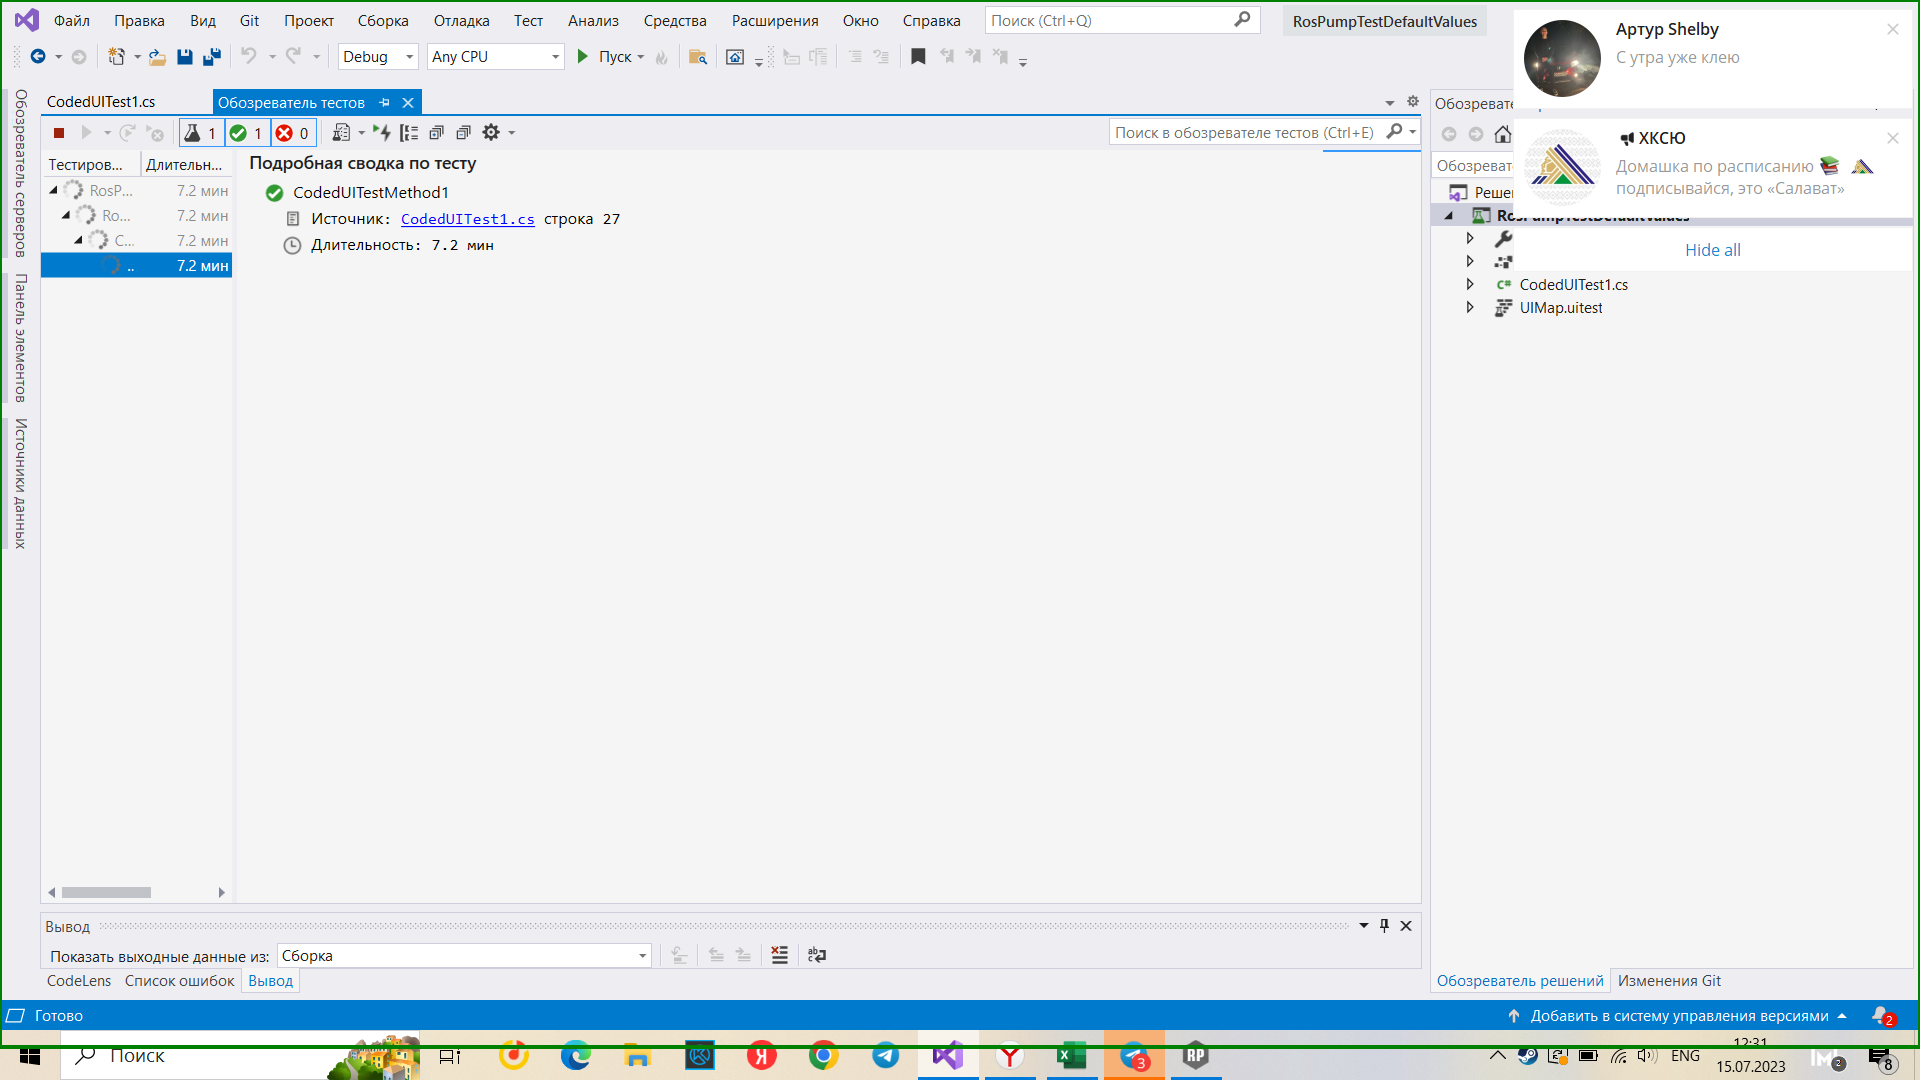 Файл Правка Вид Git Проект Сборка Отладка Тест Анализ Средства Расширения Окно Справка Поиск (Ctrl+Q) RosPumpTestDefaultValues
Debug Any CPU Пуск
Артур Shelby
С утра уже клею
ХКСЮ
Домашка по расписанию
подписывайся, это «Салават»
Hide all
Обозреватель серверов
Панель элементов
Источники данных
CodedUITest1.cs Обозреватель тестов
1 1 0 Поиск в обозревателе тестов (Ctrl+E)
Тестиров... Длительн...
RosP... 7.2 мин
Ro... 7.2 мин
C... 7.2 мин
.. 7.2 мин
Подробная сводка по тесту
CodedUITestMethod1
Источник: CodedUITest1.cs строка 27
Длительность: 7.2 мин
RosPumpTestDefaultValues
CodedUITest1.cs
UIMap.uitest
Вывод
Показать выходные данные из: Сборка
CodeLens Список ошибок Вывод
Обозреватель решений Изменения Git
Готово Добавить в систему управления версиями 2
Поиск 3 ENG 12:31
15.07.2023 2 8